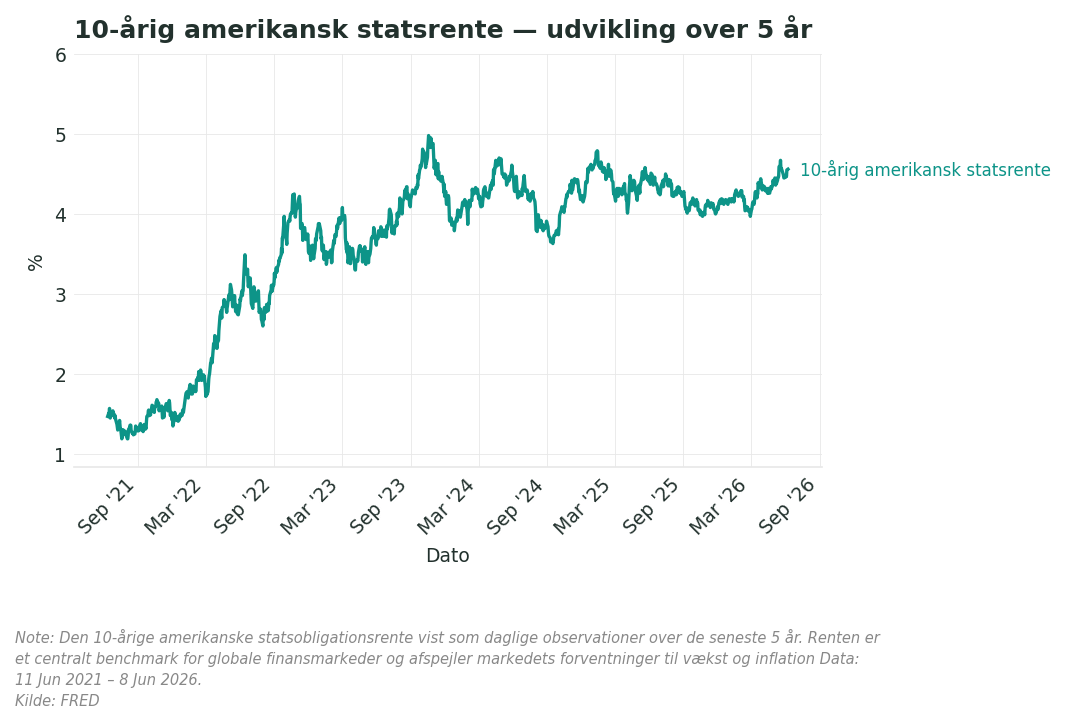 10-årig amerikansk statsrente — udvikling over 5 år
6
5
4
3
2
1
%
10-årig amerikansk statsrente
Sep '21
Mar '22
Sep '22
Mar '23
Sep '23
Mar '24
Sep '24
Mar '25
Sep '25
Mar '26
Sep '26
Dato
Note: Den 10-årige amerikanske statsobligationsrente vist som daglige observationer over de seneste 5 år. Renten er
et centralt benchmark for globale finansmarkeder og afspejler markedets forventninger til vækst og inflation Data:
11 Jun 2021 – 8 Jun 2026.
Kilde: FRED